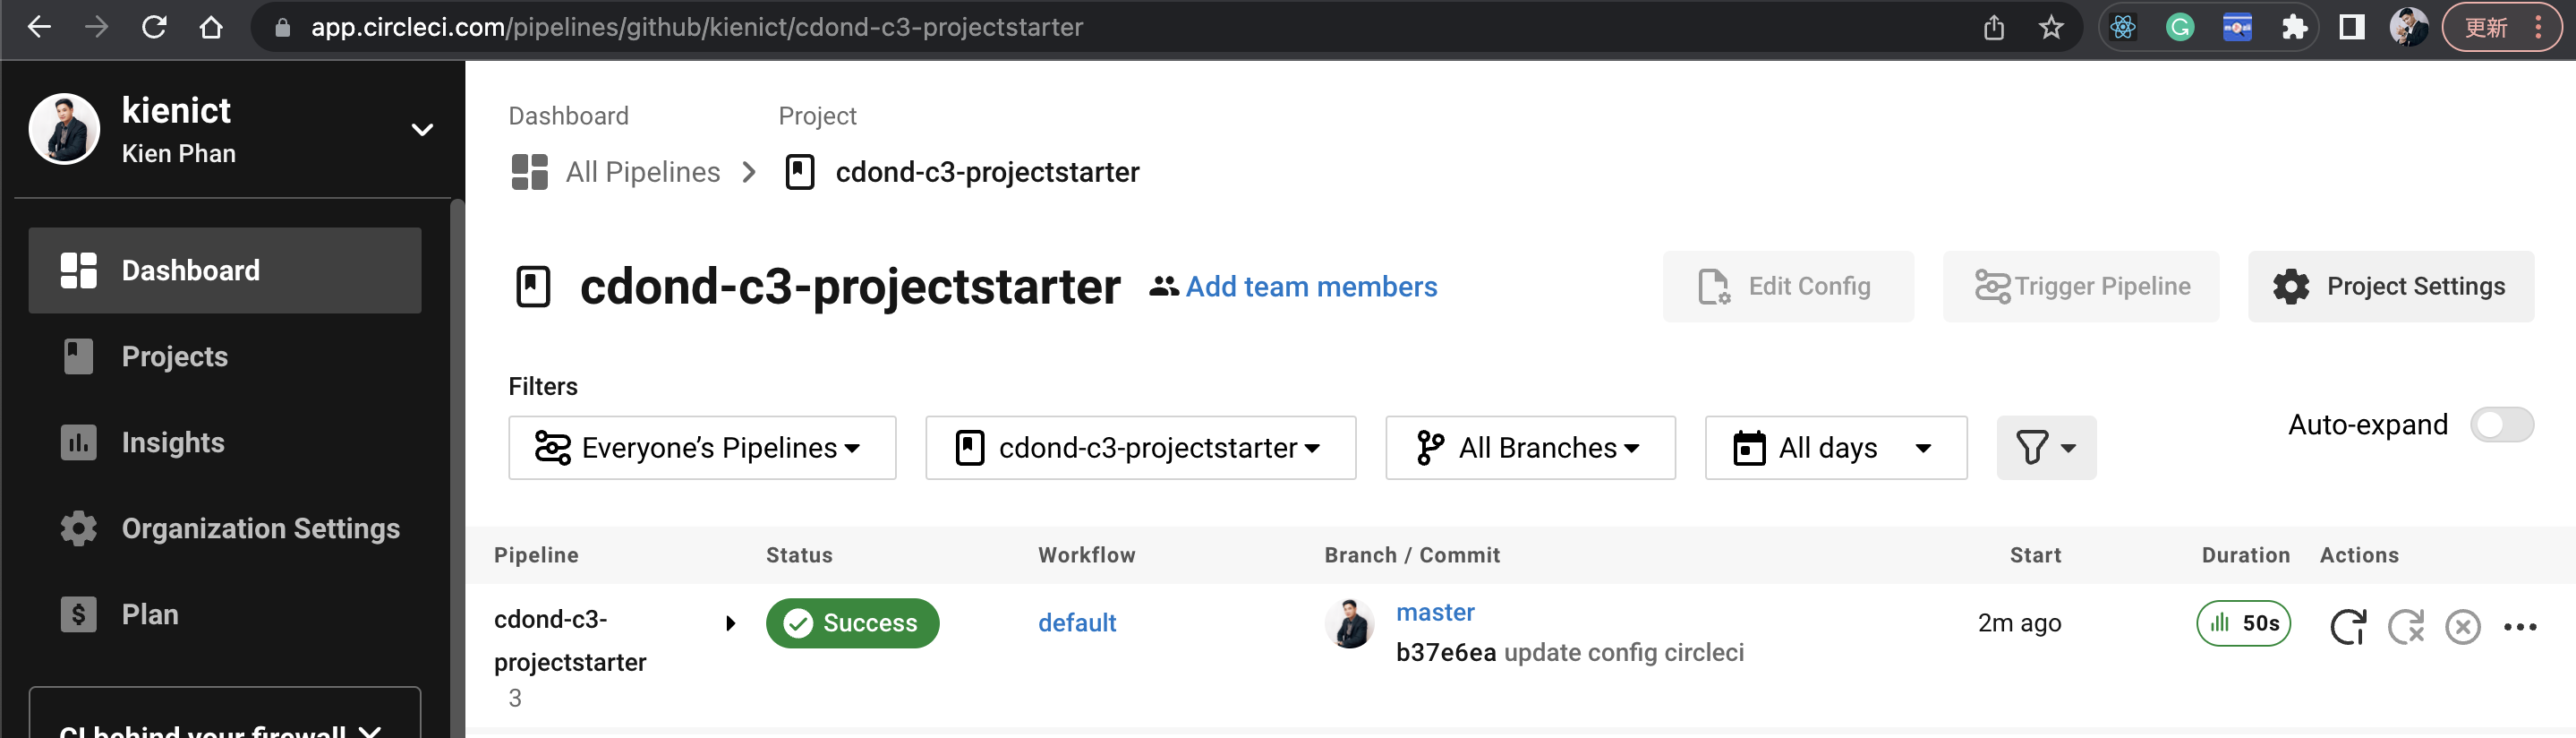 app.circleci.com/pipelines/github/kienict/cdond-c3-projectstarter
更新
kienict
Kien Phan
Dashboard
Projects
Insights
Organization Settings
Plan
CI behind your firewall
Dashboard Project
All Pipelines cdond-c3-projectstarter
cdond-c3-projectstarter Add team members Edit Config Trigger Pipeline Project Settings
Filters
Everyone’s Pipelines cdond-c3-projectstarter All Branches All days Auto-expand
Pipeline Status Workflow Branch / Commit Start Duration Actions
cdond-c3-
projectstarter
3
Success default master 2m ago 50s
b37e6ea update config circleci